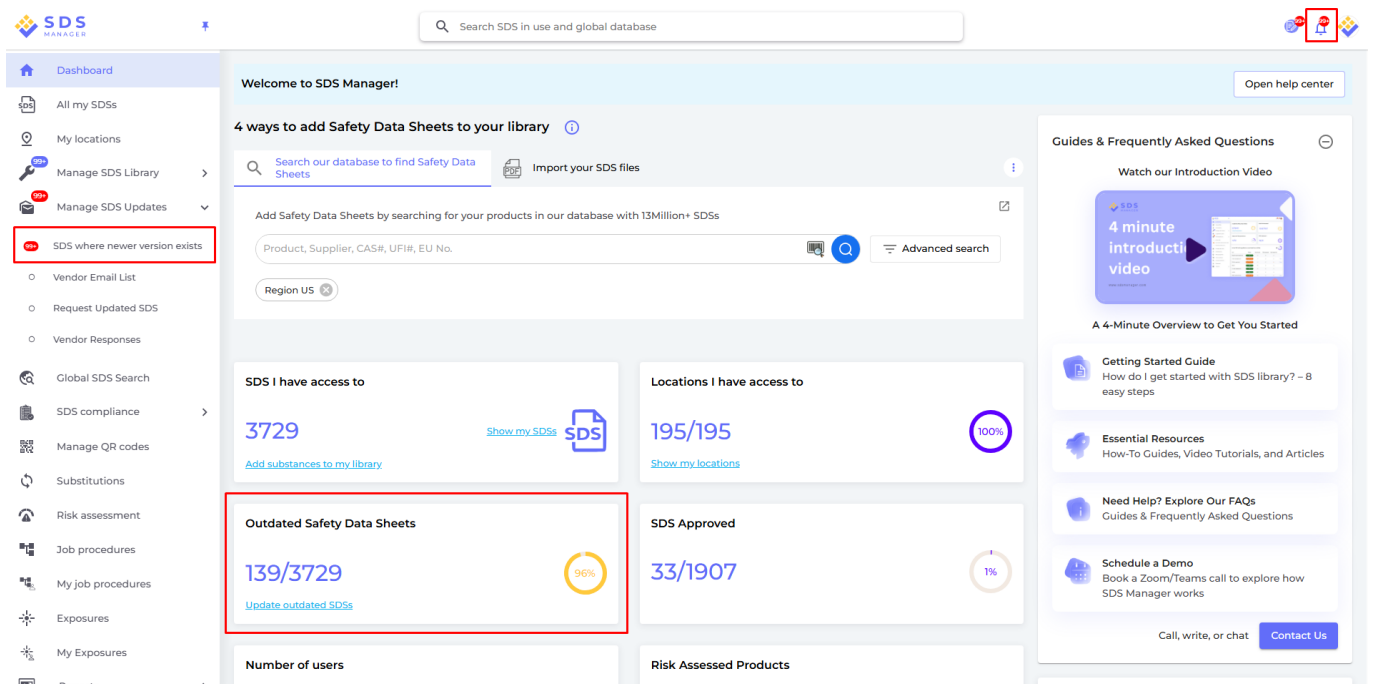 SDS
MANAGER
Search SDS in use and global database
99+
99+
Dashboard
All my SDSs
My locations
99+
Manage SDS Library
99+
Manage SDS Updates
99+ SDS where newer version exists
Vendor Email List
Request Updated SDS
Vendor Responses
Global SDS Search
SDS compliance
Manage QR codes
Substitutions
Risk assessment
Job procedures
My job procedures
Exposures
My Exposures
Welcome to SDS Manager!
Open help center
4 ways to add Safety Data Sheets to your library
Search our database to find Safety Data
Sheets
PDF
Import your SDS files
Add Safety Data Sheets by searching for your products in our database with 13Million+ SDSs
Product, Supplier, CAS#, UFI#, EU No.
Advanced search
Region US
SDS I have access to
3729
Show my SDSs
SDS
Add substances to my library
Locations I have access to
195/195
100%
Show my locations
Outdated Safety Data Sheets
139/3729
96%
Update outdated SDSs
SDS Approved
33/1907
1%
Number of users
Risk Assessed Products
Guides & Frequently Asked Questions
Watch our Introduction Video
SDS
MANAGER
4 minute
introducti
video
A 4-Minute Overview to Get You Started
Getting Started Guide
How do I get started with SDS library? – 8
easy steps
Essential Resources
How-To Guides, Video Tutorials, and Articles
Need Help? Explore Our FAQs
Guides & Frequently Asked Questions
Schedule a Demo
Book a Zoom/Teams call to explore how
SDS Manager works
Call, write, or chat
Contact Us